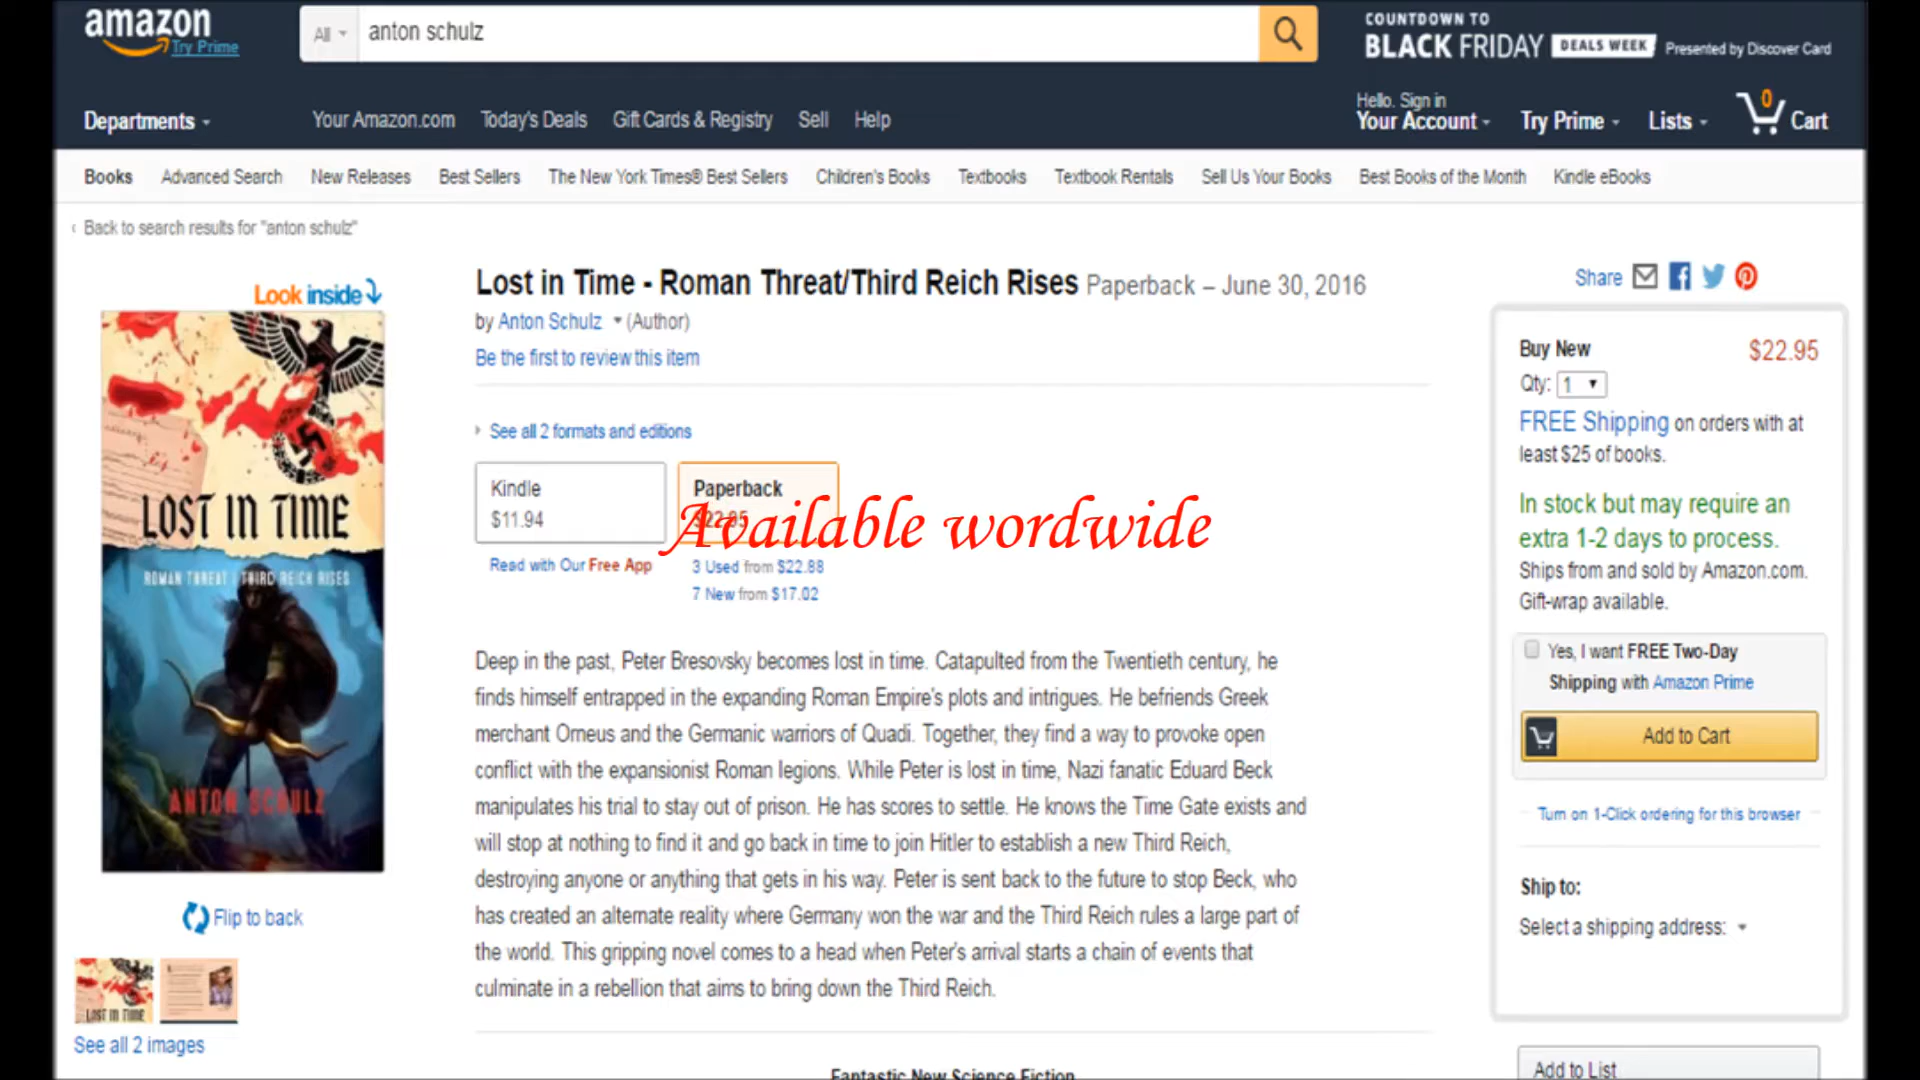 amazon
Try Prime
All
anton schulz
COUNTDOWN TO
BLACK FRIDAY DEALS WEEK Presented by Discover Card
Departments
Your Amazon.com Today's Deals Gift Cards & Registry Sell Help
Hello. Sign in
Your Account Try Prime Lists 0 Cart
Books Advanced Search New Releases Best Sellers The New York Times® Best Sellers Children's Books Textbooks Textbook Rentals Sell Us Your Books Best Books of the Month Kindle eBooks
‹ Back to search results for "anton schulz"
Look inside
LOST IN TIME
ROMAN THREAT | THIRD REICH RISES
ANTON SCHULZ
Flip to back
LOST IN TIME
See all 2 images
Lost in Time - Roman Threat/Third Reich Rises Paperback – June 30, 2016
by Anton Schulz (Author)
Be the first to review this item
See all 2 formats and editions
Kindle
$11.94
Paperback
$22.95
Available wordwide
Read with Our Free App
3 Used from $22.88
7 New from $17.02
Deep in the past, Peter Bresovsky becomes lost in time. Catapulted from the Twentieth century, he
finds himself entrapped in the expanding Roman Empire's plots and intrigues. He befriends Greek
merchant Orneus and the Germanic warriors of Quadi. Together, they find a way to provoke open
conflict with the expansionist Roman legions. While Peter is lost in time, Nazi fanatic Eduard Beck
manipulates his trial to stay out of prison. He has scores to settle. He knows the Time Gate exists and
will stop at nothing to find it and go back in time to join Hitler to establish a new Third Reich,
destroying anyone or anything that gets in his way. Peter is sent back to the future to stop Beck, who
has created an alternate reality where Germany won the war and the Third Reich rules a large part of
the world. This gripping novel comes to a head when Peter's arrival starts a chain of events that
culminate in a rebellion that aims to bring down the Third Reich.
Fantastic New Science Fiction
Share
Buy New $22.95
Qty: 1
FREE Shipping on orders with at
least $25 of books.
In stock but may require an
extra 1-2 days to process.
Ships from and sold by Amazon.com.
Gift-wrap available.
Yes, I want FREE Two-Day
Shipping with Amazon Prime
Add to Cart
Turn on 1-Click ordering for this browser
Ship to:
Select a shipping address:
Add to List